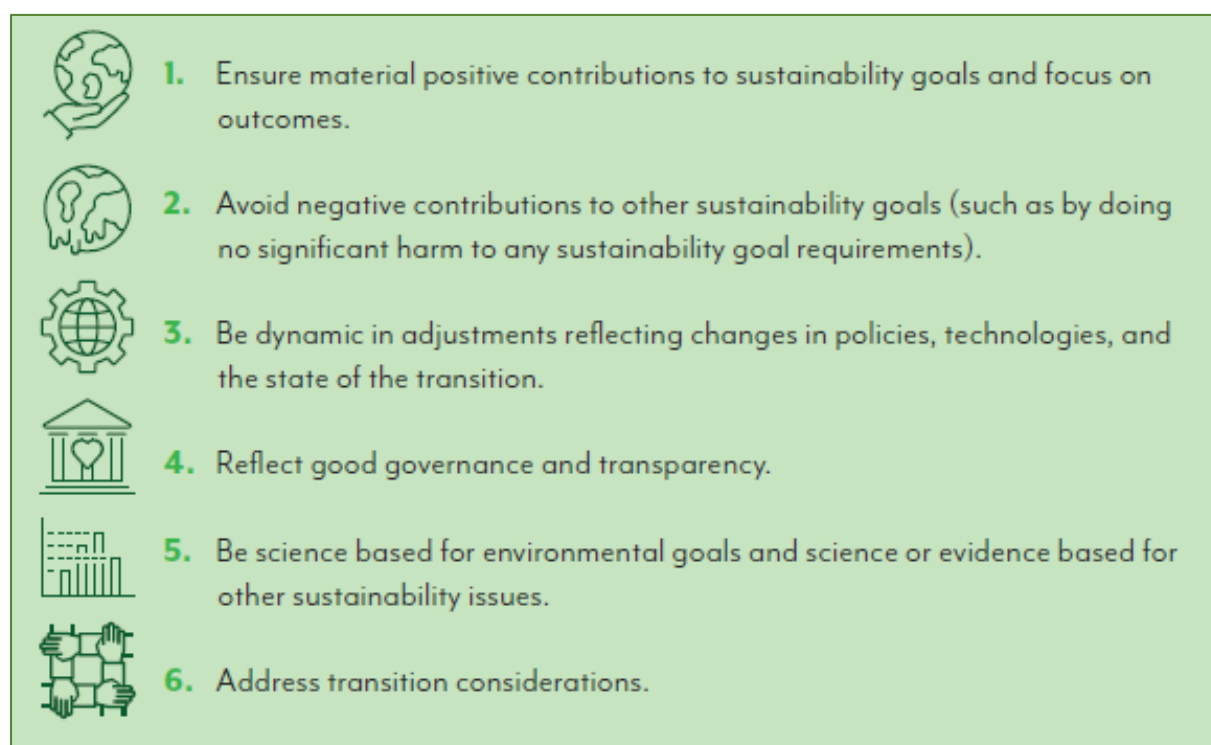 1. Ensure material positive contributions to sustainability goals and focus on
outcomes.
2. Avoid negative contributions to other sustainability goals (such as by doing
no significant harm to any sustainability goal requirements).
3. Be dynamic in adjustments reflecting changes in policies, technologies, and
the state of the transition.
4. Reflect good governance and transparency.
5. Be science based for environmental goals and science or evidence based for
other sustainability issues.
6. Address transition considerations.